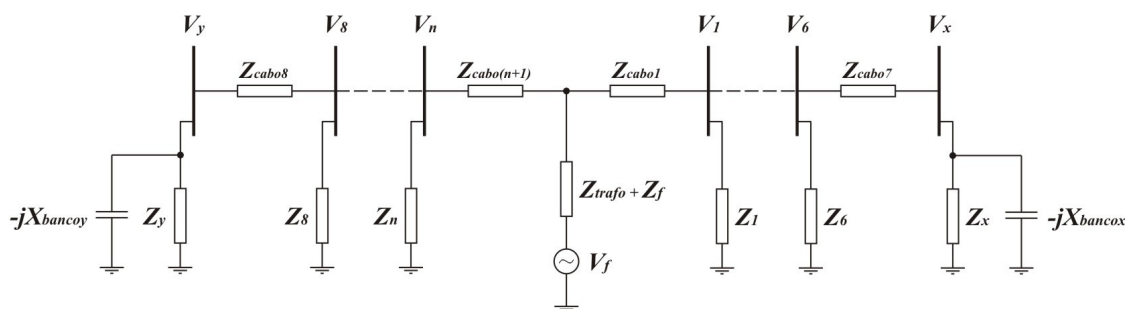 Vy V8 Vn V1 V6 Vx
Zcabo8 Zcabo(n+1) Zcabo1 Zcabo7
-jXbancoy Zy Z8 Zn Ztrafo + Zf Z1 Z6 Zx -jXbancox
Vf